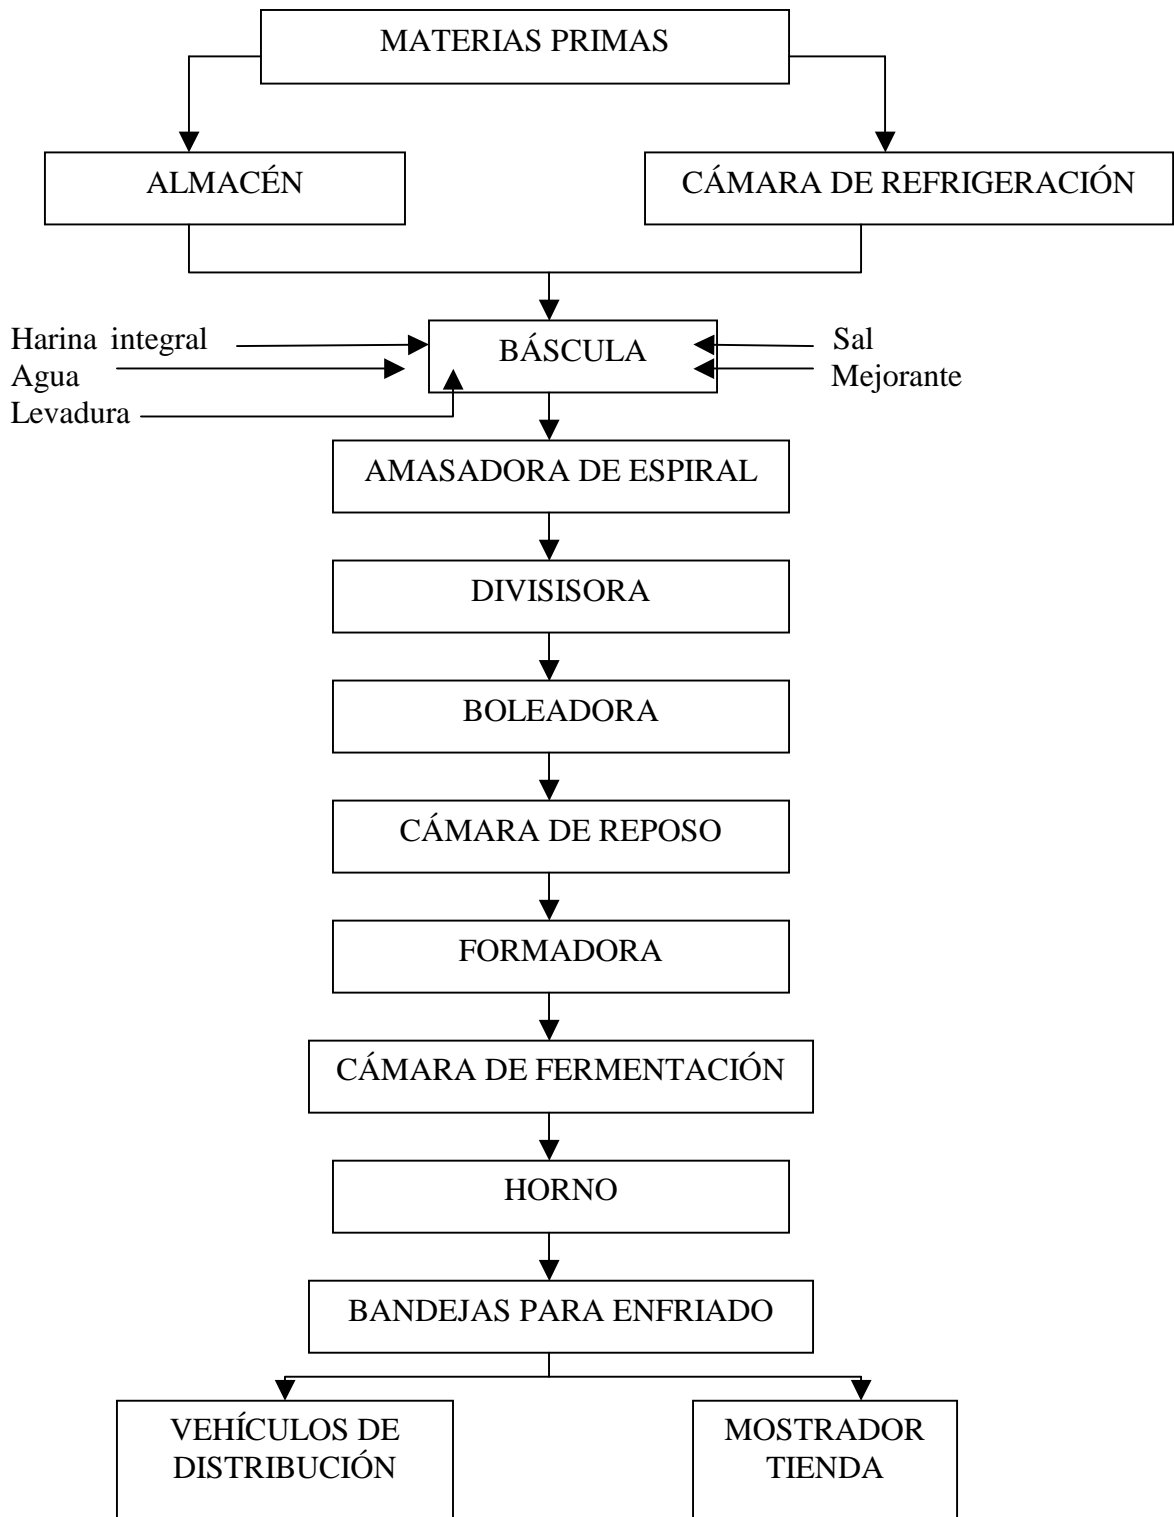 MATERIAS PRIMAS
ALMACÉN
CÁMARA DE REFRIGERACIÓN
Harina integral
Agua
Levadura
BÁSCULA
Sal
Mejorante
AMASADORA DE ESPIRAL
DIVISISORA
BOLEADORA
CÁMARA DE REPOSO
FORMADORA
CÁMARA DE FERMENTACIÓN
HORNO
BANDEJAS PARA ENFRIADO
VEHÍCULOS DE
DISTRIBUCIÓN
MOSTRADOR
TIENDA